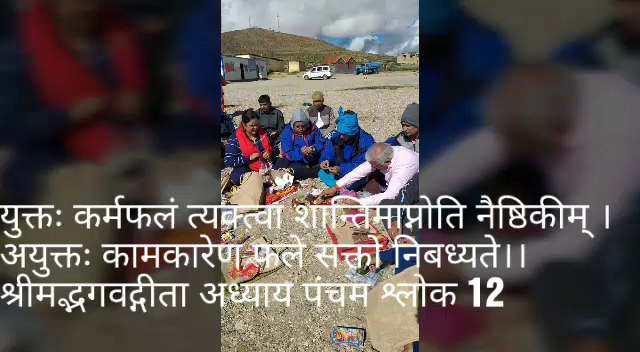 युक्तः कर्मफलं त्यक्त्वा शान्तिमाप्नोति नैष्ठिकीम् ।
अयुक्तः कामकारेण फले सक्तो निबध्यते।।
श्रीमद्भगवद्गीता अध्याय पंचम श्लोक 12